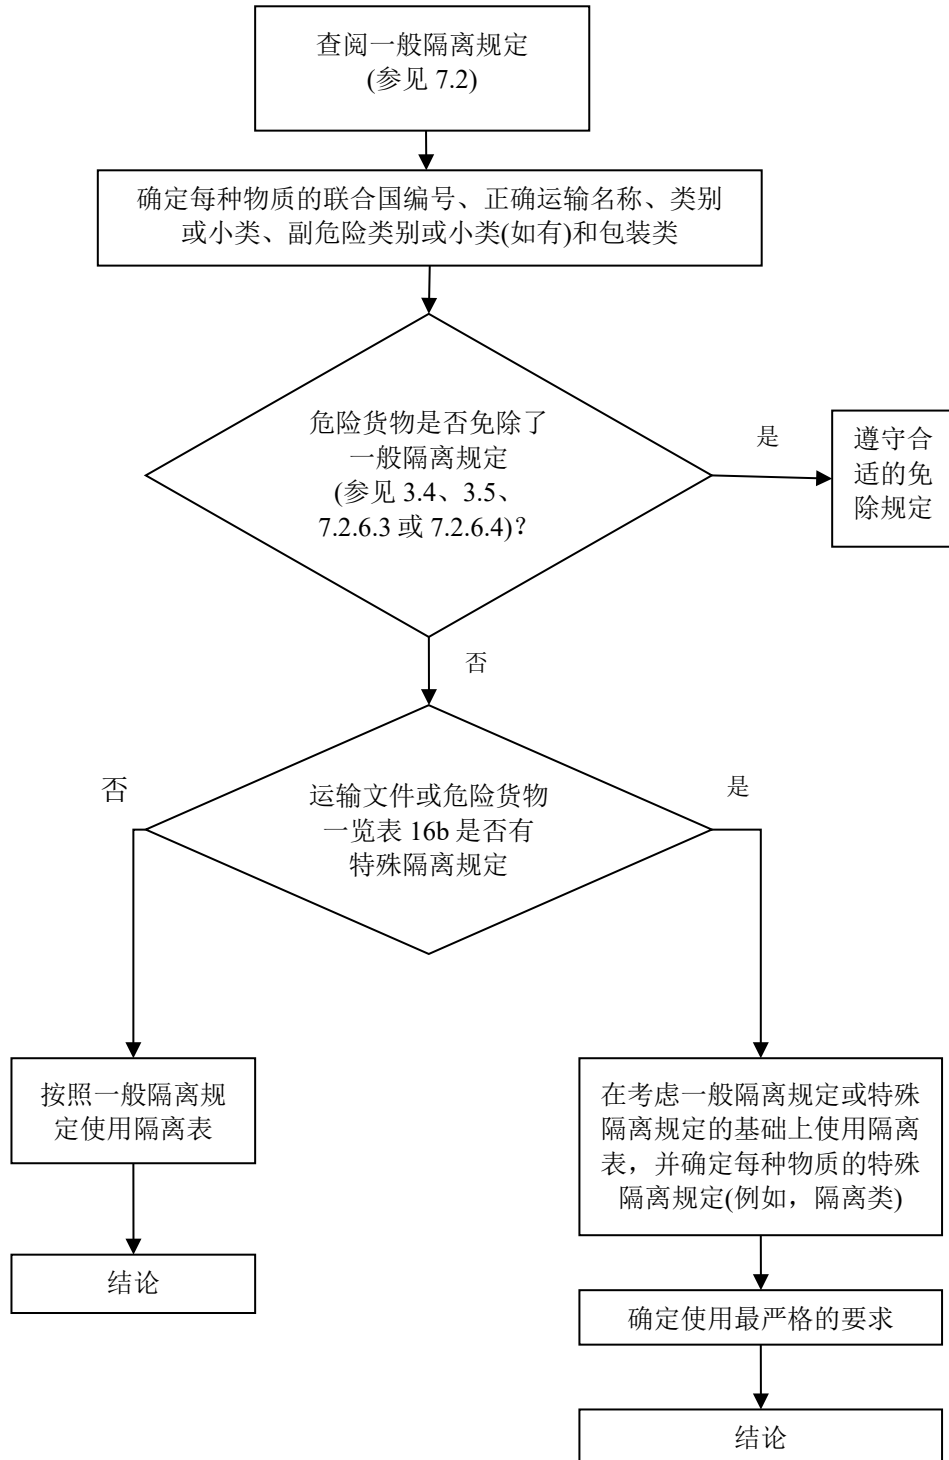 查阅一般隔离规定
(参见 7.2)
确定每种物质的联合国编号、正确运输名称、类别
或小类、副危险类别或小类(如有)和包装类
危险货物是否免除了
一般隔离规定
(参见 3.4、3.5、
7.2.6.3 或 7.2.6.4)?
是
遵守合
适的免
除规定
否
否
运输文件或危险货物
一览表 16b 是否有
特殊隔离规定
是
按照一般隔离规
定使用隔离表
结论
在考虑一般隔离规定或特殊
隔离规定的基础上使用隔离
表，并确定每种物质的特殊
隔离规定(例如，隔离类)
确定使用最严格的要求
结论